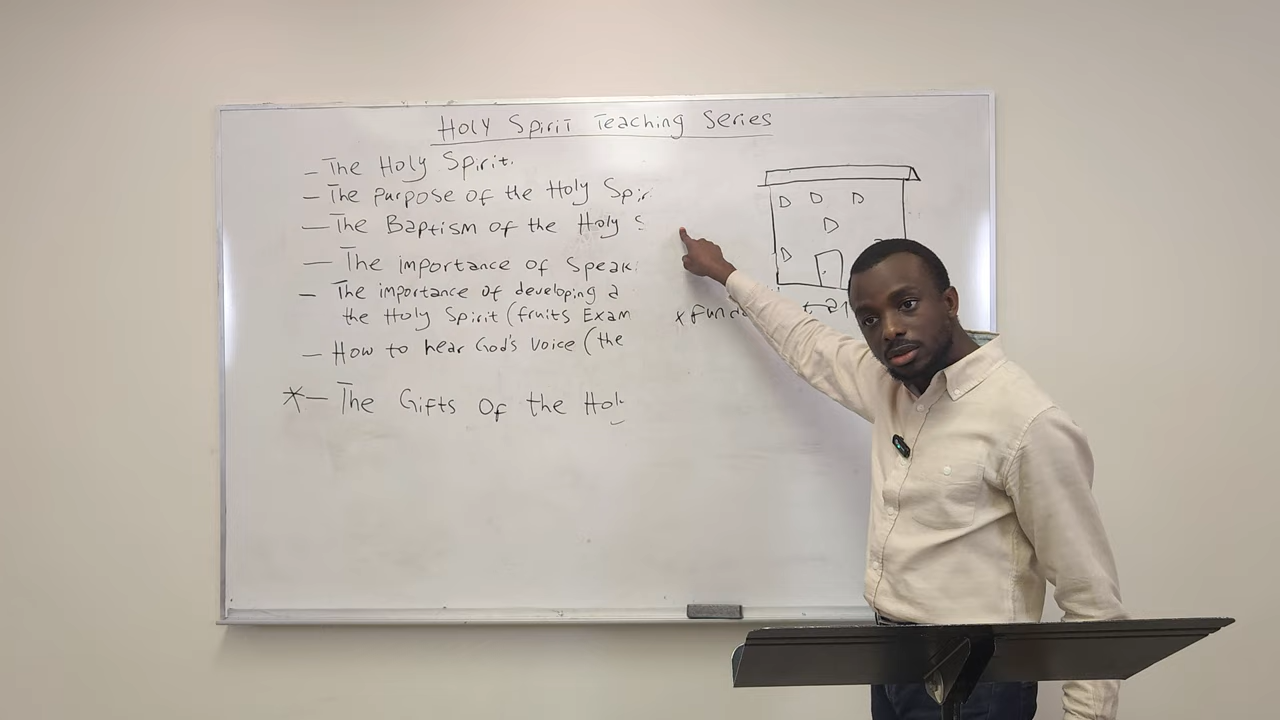 Holy Spirit Teaching Series
– The Holy Spirit.
– The Purpose of the Holy Spir
– The Baptism of the Holy S
– The importance of Speak
– The importance of developing a
the Holy Spirit (fruits Exam
– How to hear God's Voice (the
*– The Gifts Of the Hol